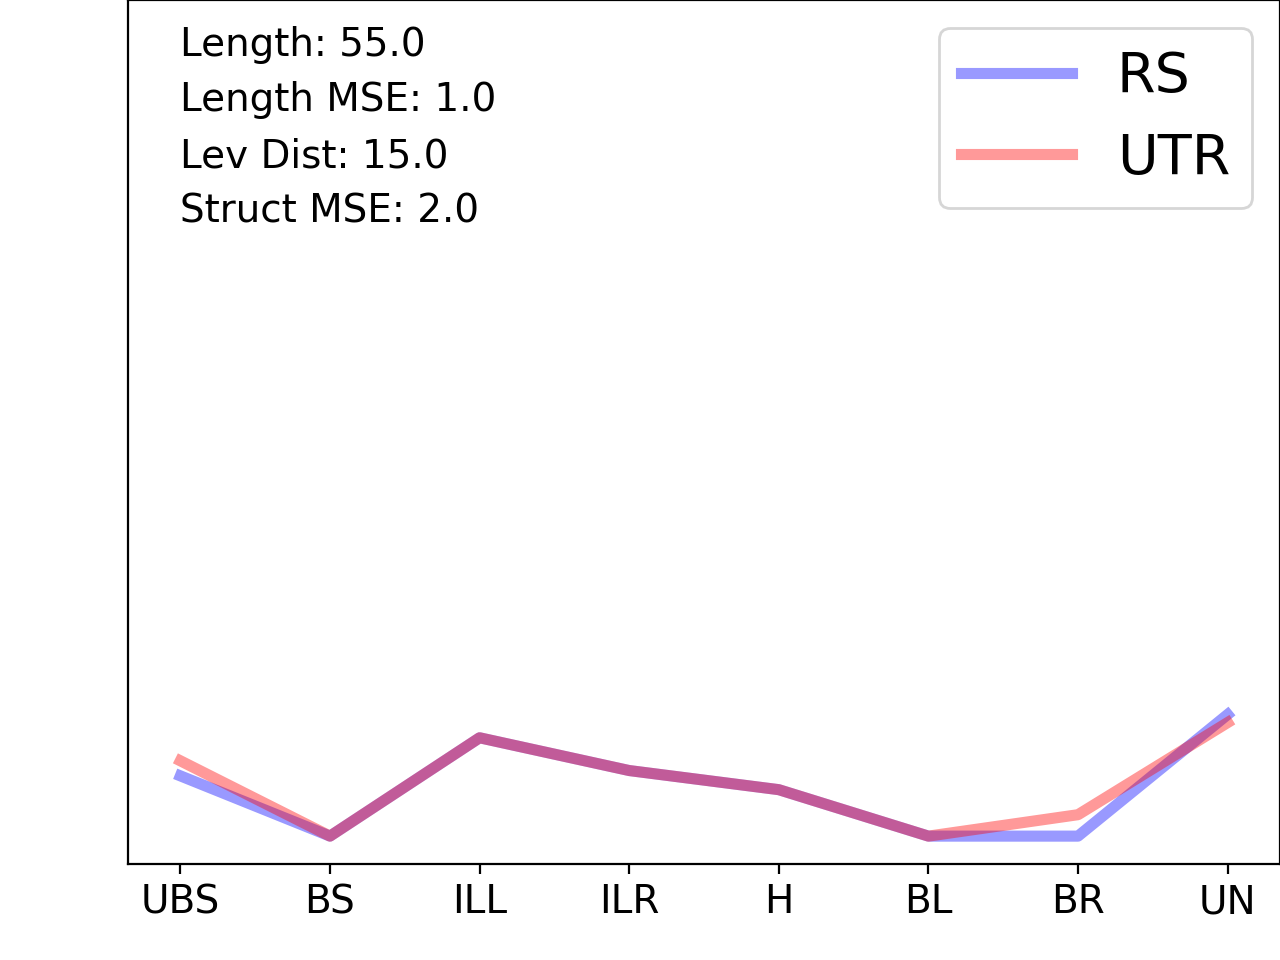 Length: 55.0
Length MSE: 1.0
Lev Dist: 15.0
Struct MSE: 2.0
RS
UTR
UBS BS ILL ILR H BL BR UN